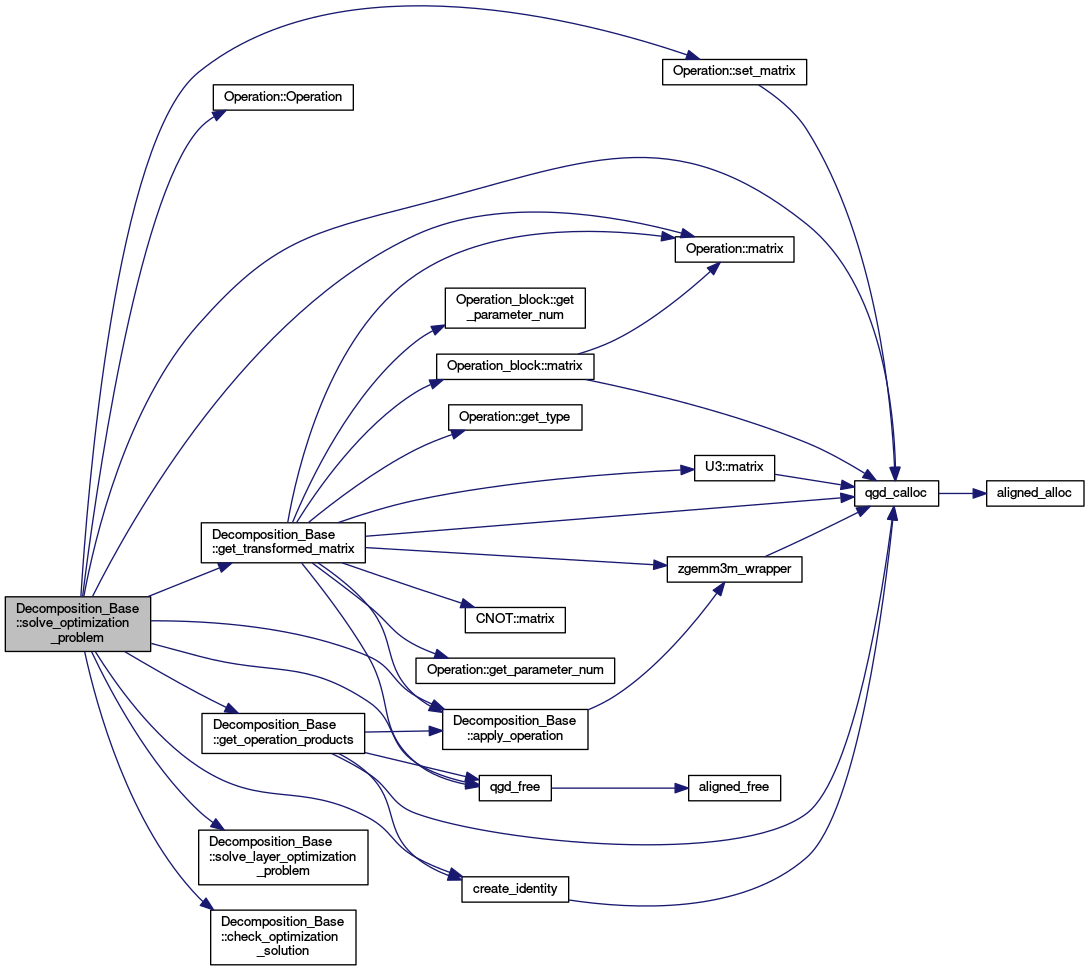 Operation::set_matrix
Operation::Operation
Operation::matrix
Operation_block::get
_parameter_num
Operation_block::matrix
Operation::get_type
U3::matrix
qgd_calloc
aligned_alloc
Decomposition_Base
::get_transformed_matrix
zgemm3m_wrapper
Decomposition_Base
::solve_optimization
_problem
CNOT::matrix
Operation::get_parameter_num
Decomposition_Base
::get_operation_products
Decomposition_Base
::apply_operation
qgd_free
aligned_free
Decomposition_Base
::solve_layer_optimization
_problem
create_identity
Decomposition_Base
::check_optimization
_solution